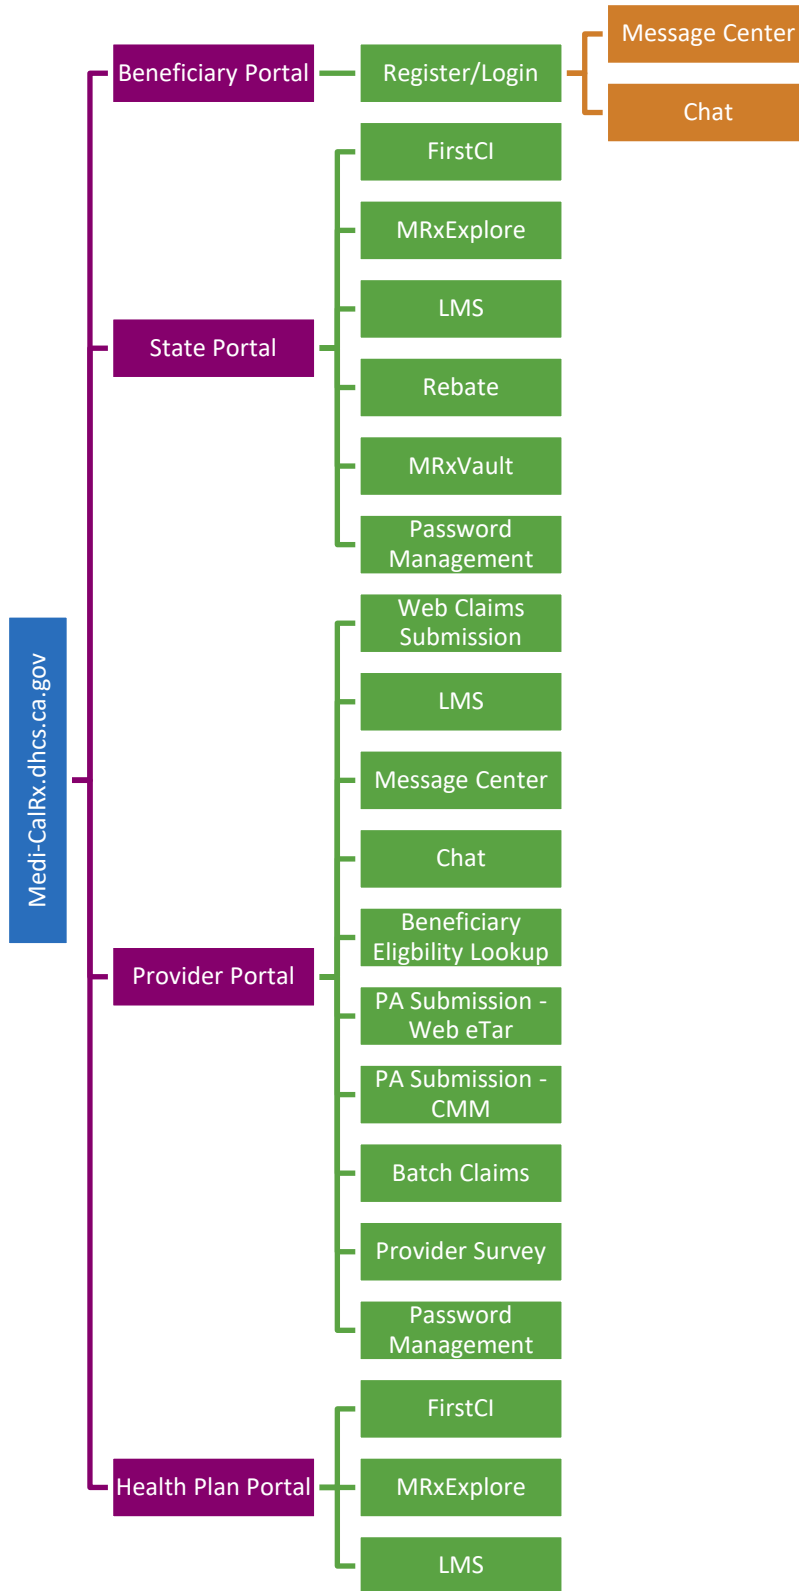 Medi-CalRx.dhcs.ca.gov
Beneficiary Portal
Register/Login
Message Center
Chat
State Portal
FirstCI
MRxExplore
LMS
Rebate
MRxVault
Password
Management
Provider Portal
Web Claims
Submission
LMS
Message Center
Chat
Beneficiary
Eligbility Lookup
PA Submission -
Web eTar
PA Submission -
CMM
Batch Claims
Provider Survey
Password
Management
Health Plan Portal
FirstCI
MRxExplore
LMS